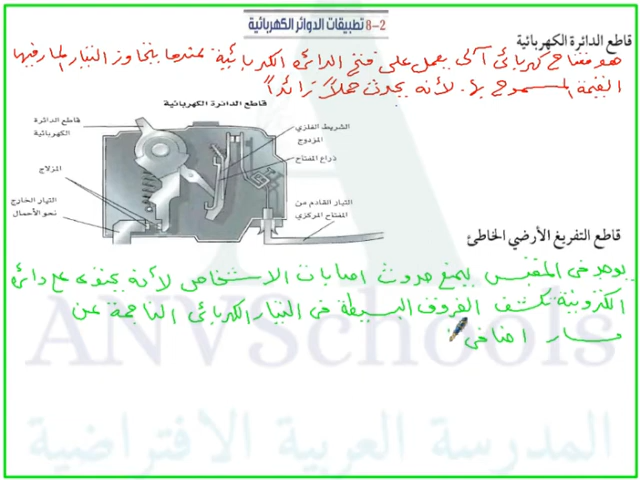 8-2 تطبيقات الدوائر الكهربائية
قاطع الدائرة الكهربائية
هو مفتاح كهربائي آلي يعمل على فتح الدائرة الكهربائية عندما يتجاوز التيار المار فيها
القيمة المسموح بها. لأنه يحدث حملاً زائداً
قاطع الدائرة الكهربائية
قاطع الدائرة
الكهربائية
المزلاج
التيار الخارج
نحو الأحمال
الشريط الفلزي
المزدوج
ذراع المفتاح
التيار القادم من
المفتاح المركزي
قاطع التفريغ الأرضي الخاطئ
يوجد في المقبس يمنع حدوث اصابات الاشخاص لأنه يحتوي على دائرة
الكترونية تكشف الفروق البسيطة في التيار الكهربائي الناجمة عن
مسار اضافي
ANVSchools
المدرسة العربية الافتراضية